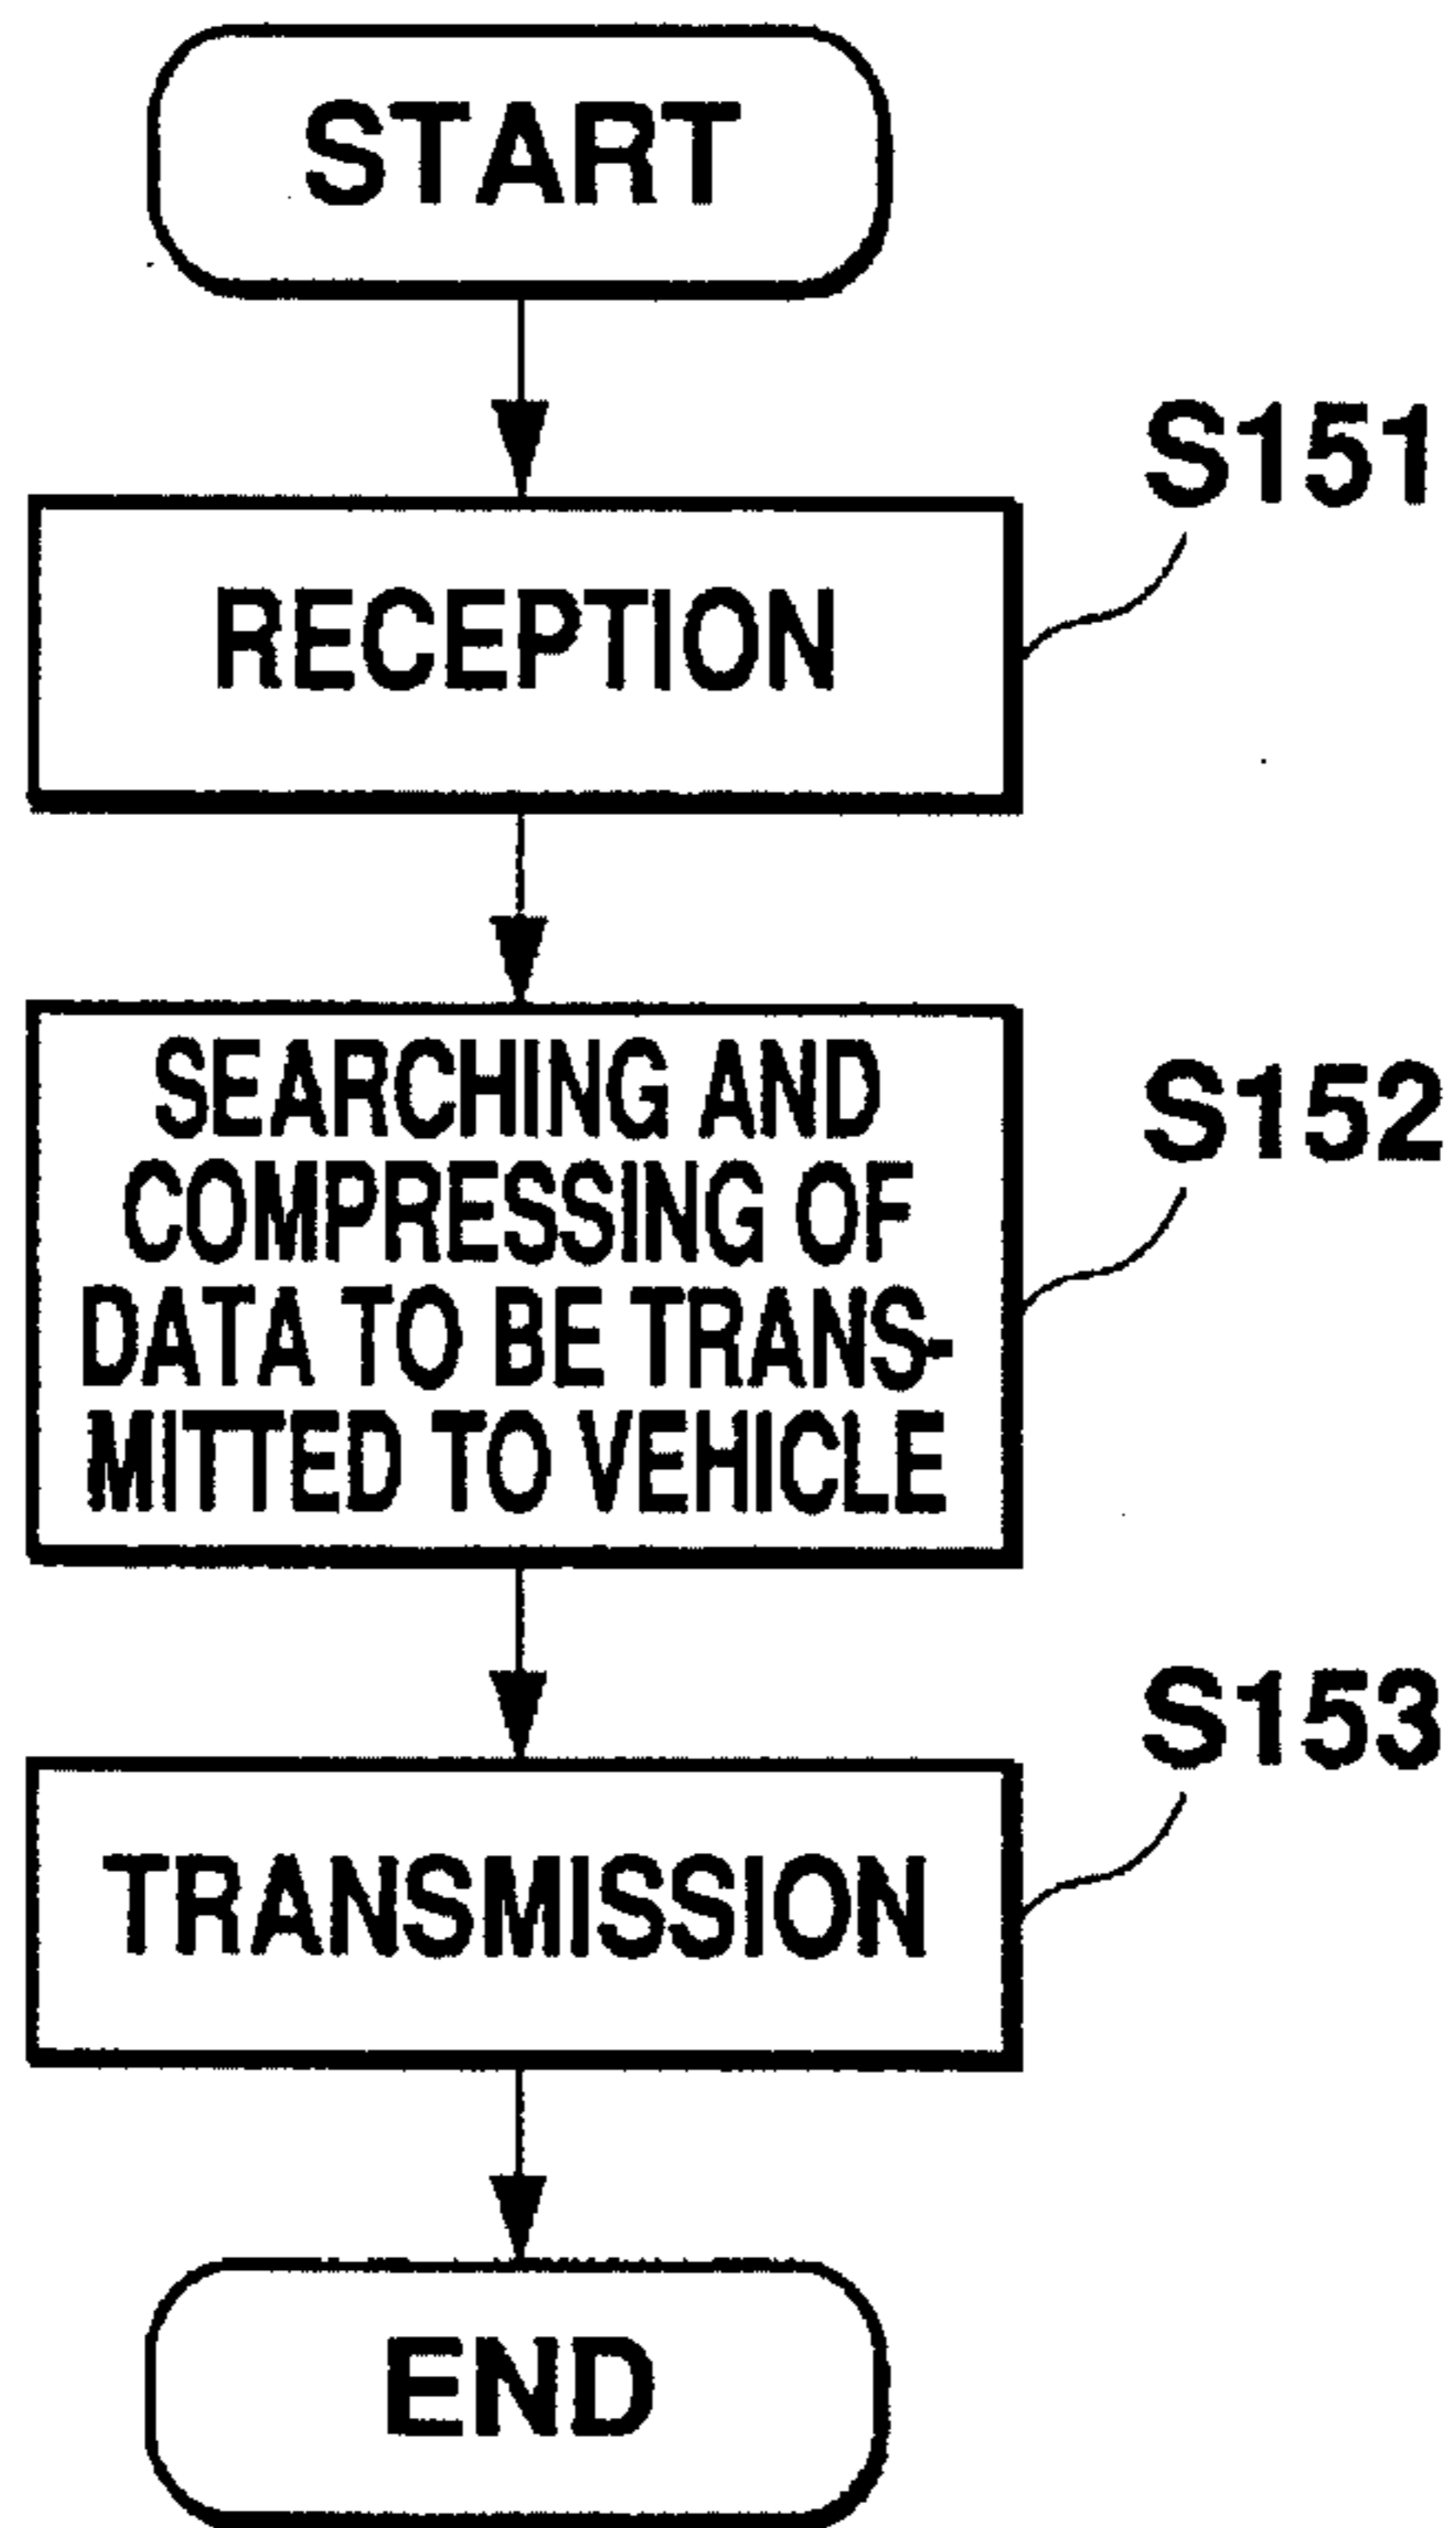 START
S151
RECEPTION
S152
SEARCHING AND
COMPRESSING OF
DATA TO BE TRANS-
MITTED TO VEHICLE
S153
TRANSMISSION
END